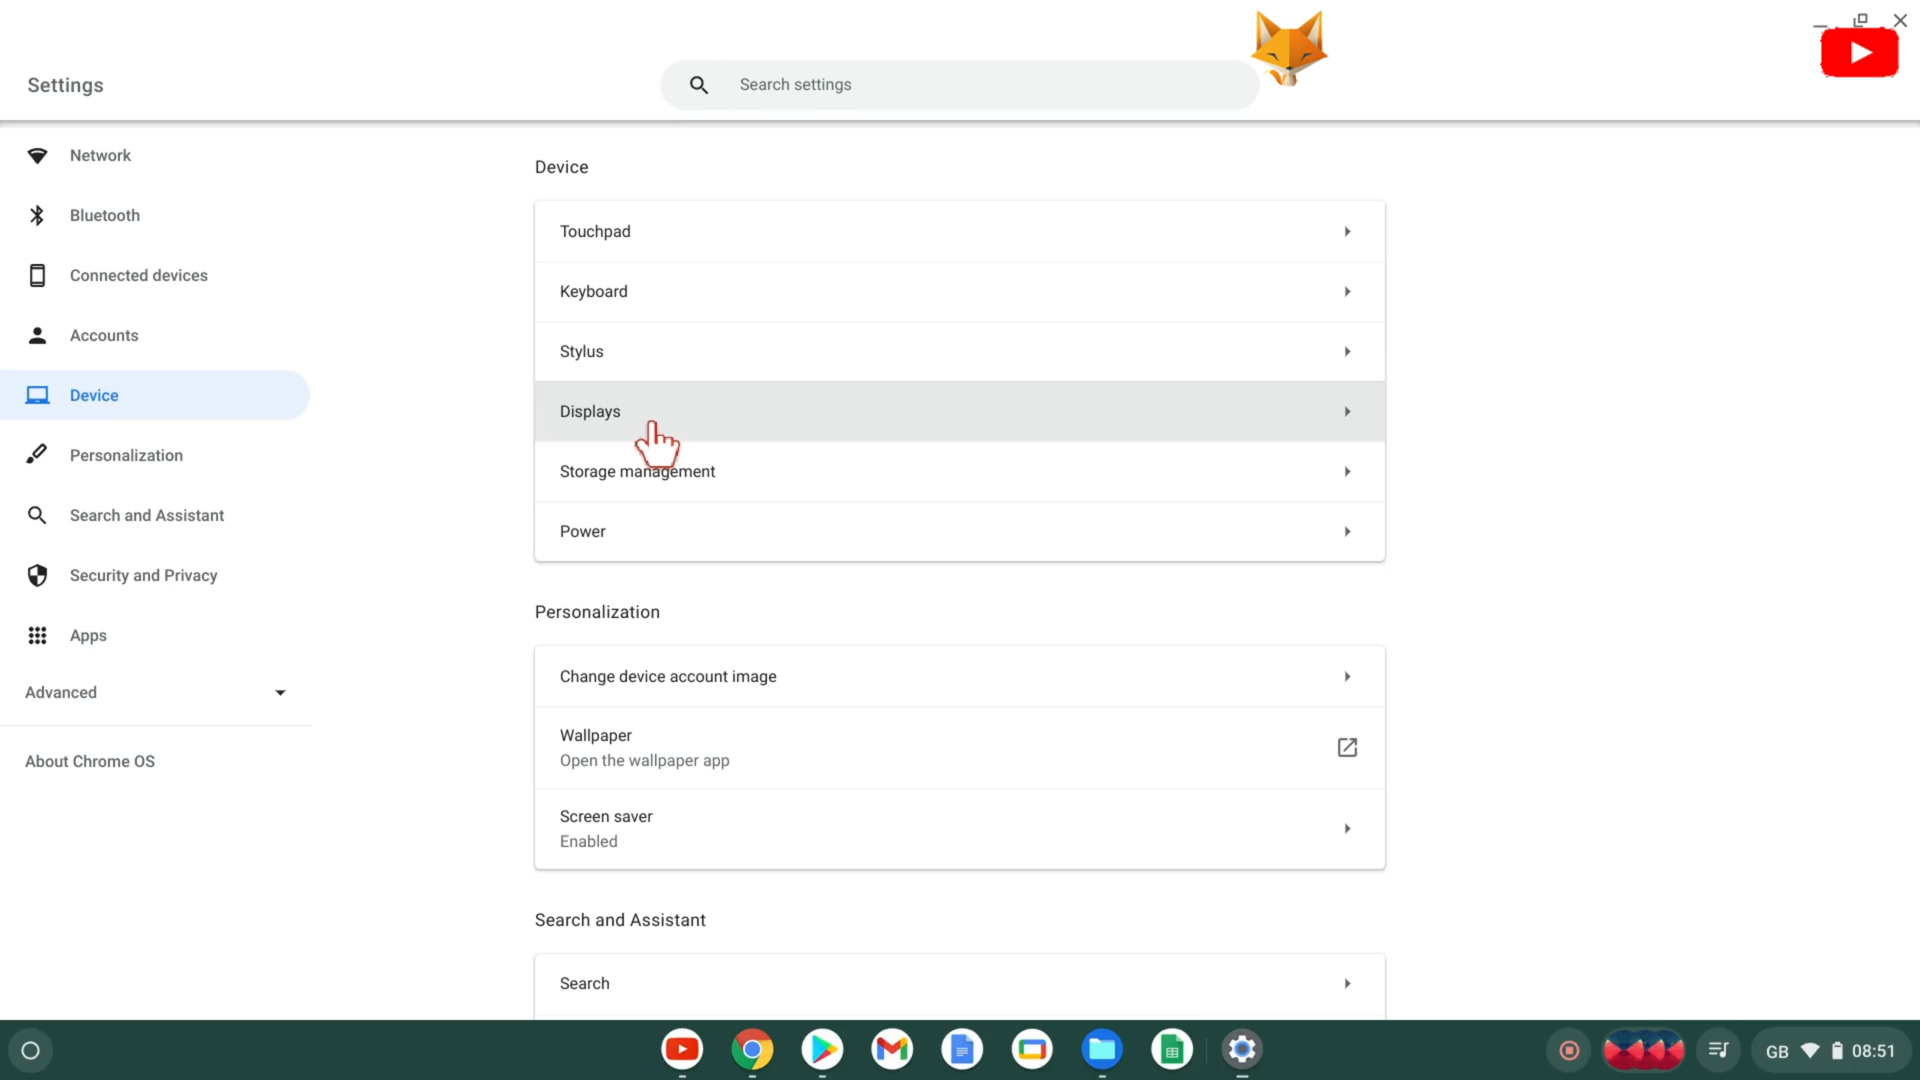 Settings
Search settings
Network
Bluetooth
Connected devices
Accounts
Device
Personalization
Search and Assistant
Security and Privacy
Apps
Advanced
About Chrome OS
Device
Touchpad
Keyboard
Stylus
Displays
Storage management
Power
Personalization
Change device account image
Wallpaper
Open the wallpaper app
Screen saver
Enabled
Search and Assistant
Search
GB 08:51